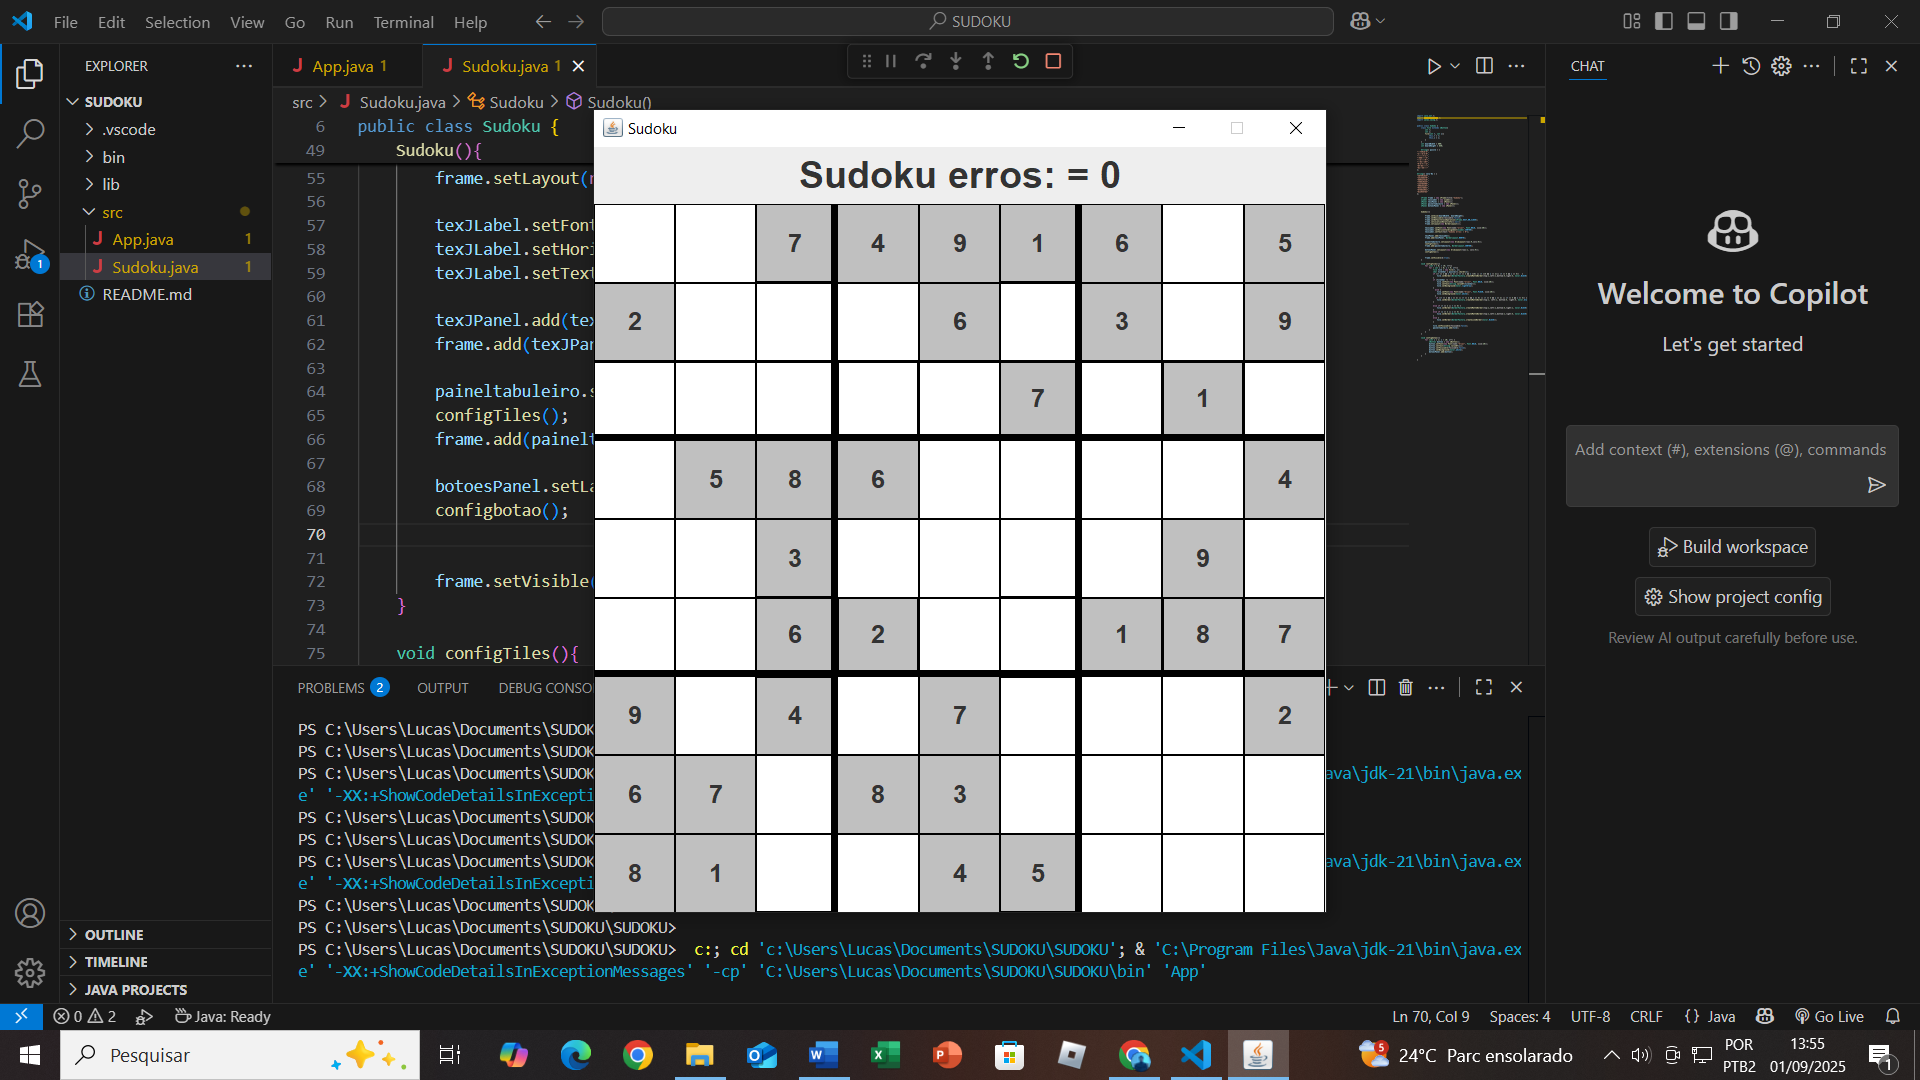 File Edit Selection View Go Run Terminal Help
SUDOKU
EXPLORER
SUDOKU
.vscode
bin
lib
src
App.java 1
Sudoku.java 1
README.md
OUTLINE
TIMELINE
JAVA PROJECTS
App.java 1
Sudoku.java 1
src > Sudoku.java > Sudoku > Sudoku()
6 public class Sudoku {
49 Sudoku(){
55 frame.setLayout(
56
57 texJLabel.setFont
58 texJLabel.setHori
59 texJLabel.setText
60
61 texJPanel.add(tex
62 frame.add(texJPan
63
64 paineltabuleiro.s
65 configTiles();
66 frame.add(painelt
67
68 botoesPanel.setLa
69 configbotao();
70
71
72 frame.setVisible(
73 }
74
75 void configTiles(){
Sudoku
Sudoku erros: = 0
7 4 9 1 6 5
2 6 3 9
7 1
5 8 6 4
3 9
6 2 1 8 7
9 4 7 2
6 7 8 3
8 1 4 5
PROBLEMS 2 OUTPUT DEBUG CONSO
PS C:\Users\Lucas\Documents\SUDOK
PS C:\Users\Lucas\Documents\SUDOK
PS C:\Users\Lucas\Documents\SUDOK ava\jdk-21\bin\java.ex
e' '-XX:+ShowCodeDetailsInExcepti
PS C:\Users\Lucas\Documents\SUDOK
PS C:\Users\Lucas\Documents\SUDOK
PS C:\Users\Lucas\Documents\SUDOK ava\jdk-21\bin\java.ex
e' '-XX:+ShowCodeDetailsInExcepti
PS C:\Users\Lucas\Documents\SUDOK
PS C:\Users\Lucas\Documents\SUDOKU\SUDOKU>
PS C:\Users\Lucas\Documents\SUDOKU\SUDOKU> c:; cd 'c:\Users\Lucas\Documents\SUDOKU\SUDOKU'; & 'C:\Program Files\Java\jdk-21\bin\java.ex
e' '-XX:+ShowCodeDetailsInExceptionMessages' '-cp' 'C:\Users\Lucas\Documents\SUDOKU\SUDOKU\bin' 'App'
CHAT
Welcome to Copilot
Let's get started
Add context (#), extensions (@), commands
Build workspace
Show project config
Review AI output carefully before use.
0 2 Java: Ready
Ln 70, Col 9 Spaces: 4 UTF-8 CRLF {} Java Go Live
Pesquisar
24°C Parc ensolarado
POR
PTB2
13:55
01/09/2025